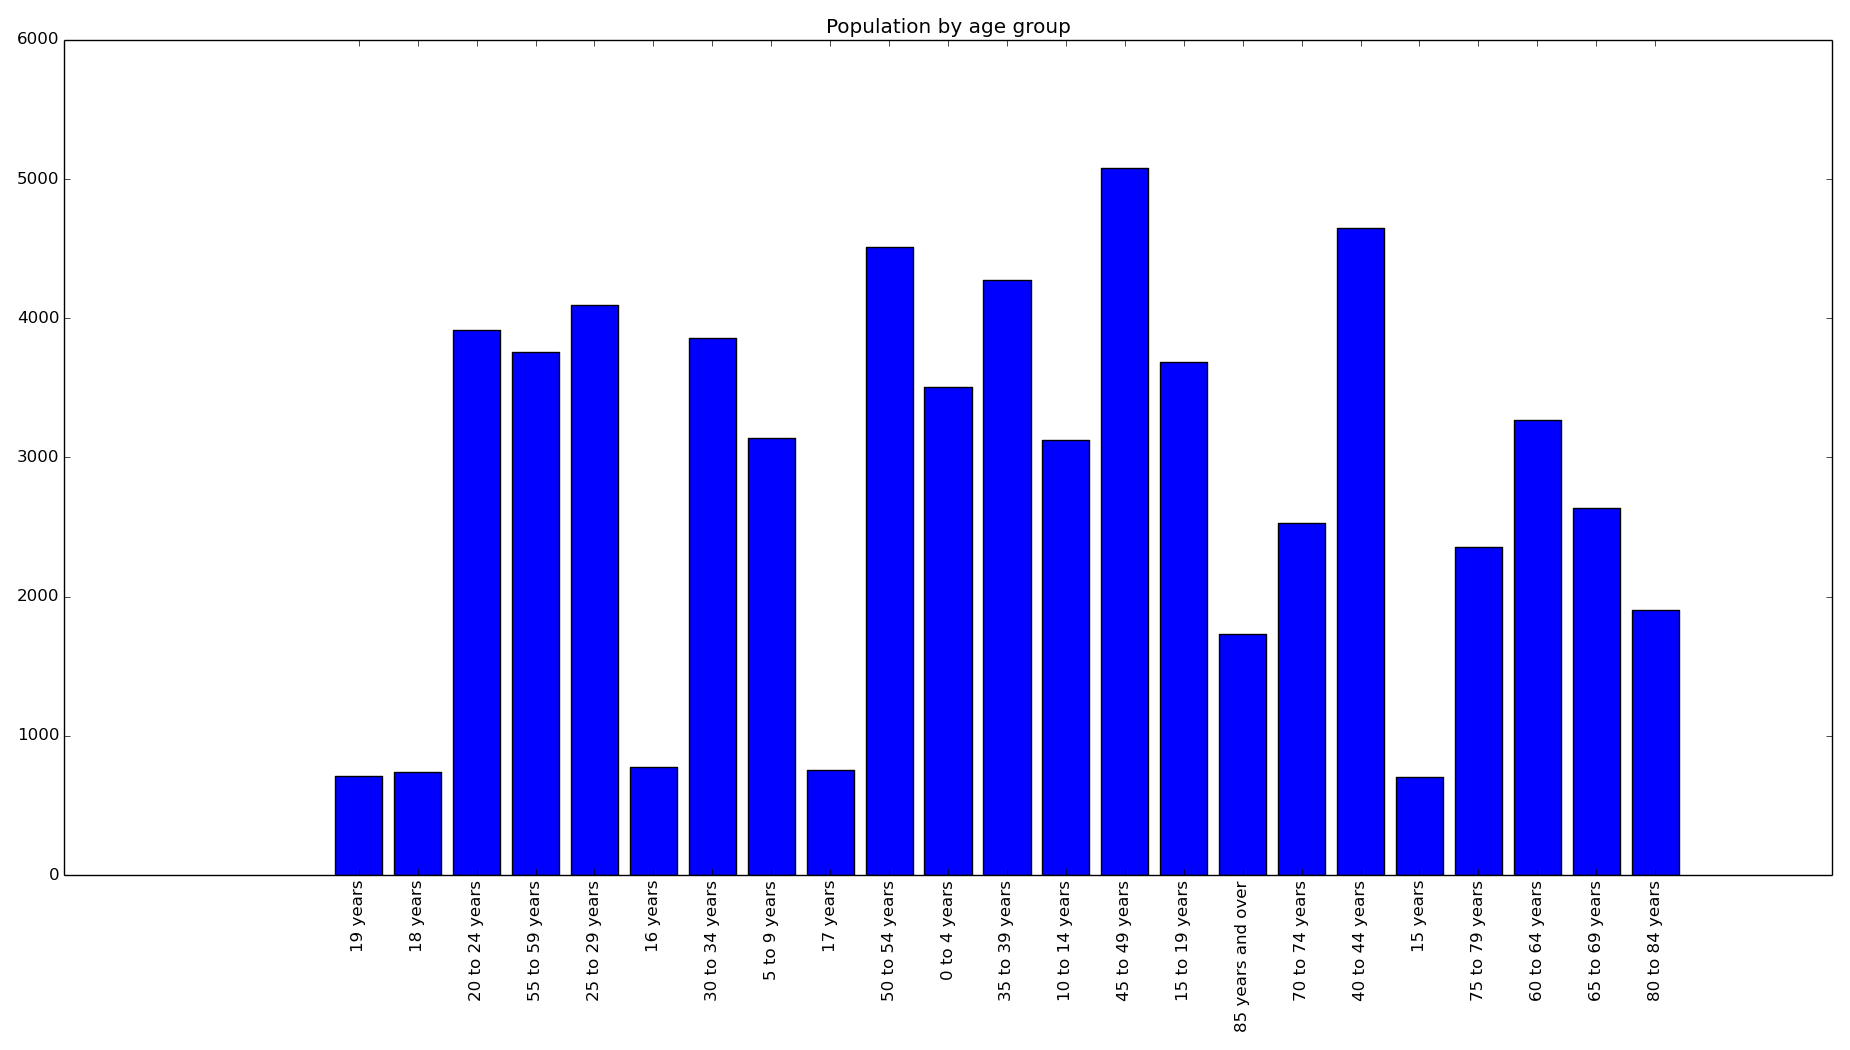 Population by age group
6000
5000
4000
3000
2000
1000
0
19 years
18 years
20 to 24 years
55 to 59 years
25 to 29 years
16 years
30 to 34 years
5 to 9 years
17 years
50 to 54 years
0 to 4 years
35 to 39 years
10 to 14 years
45 to 49 years
15 to 19 years
85 years and over
70 to 74 years
40 to 44 years
15 years
75 to 79 years
60 to 64 years
65 to 69 years
80 to 84 years